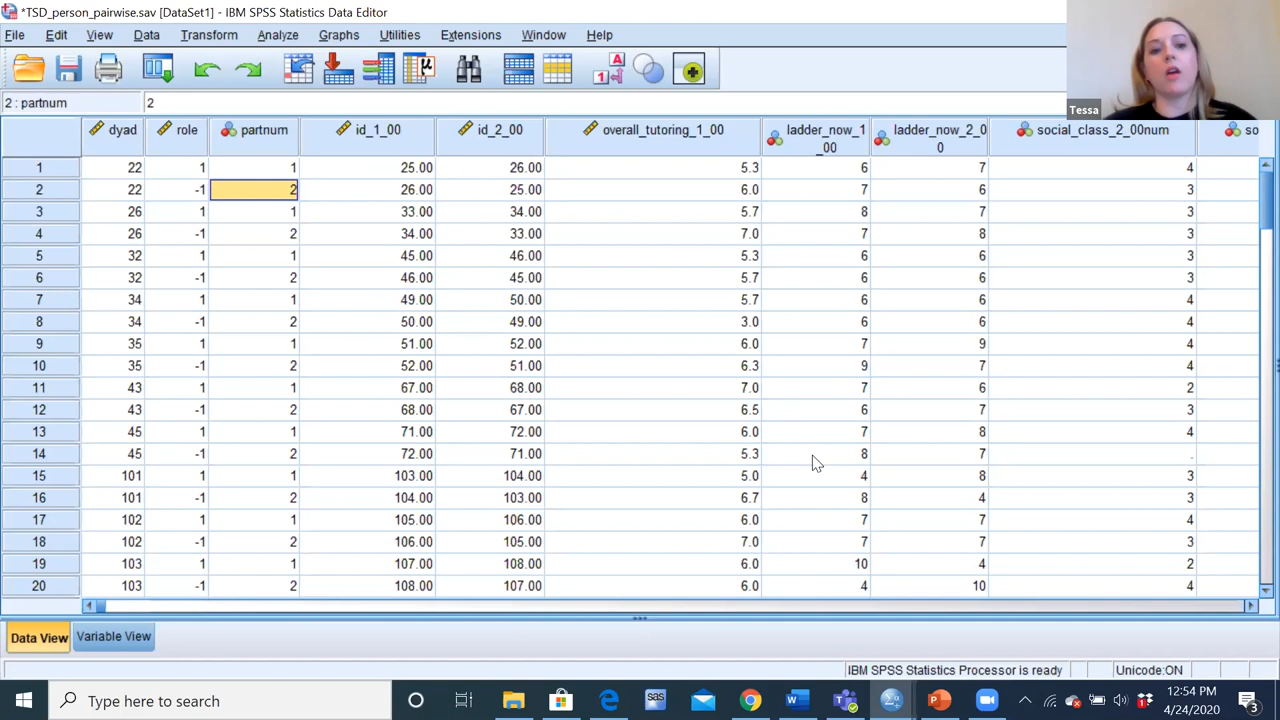 *TSD_person_pairwise.sav [DataSet1] - IBM SPSS Statistics Data Editor
File Edit View Data Transform Analyze Graphs Utilities Extensions Window Help
Tessa
2 : partnum 2
dyad role partnum id_1_00 id_2_00 overall_tutoring_1_00 ladder_now_1_00 ladder_now_2_00 social_class_2_00num so
1 22 1 1 25.00 26.00 5.3 6 7 4
2 22 -1 2 26.00 25.00 6.0 7 6 3
3 26 1 1 33.00 34.00 5.7 8 7 3
4 26 -1 2 34.00 33.00 7.0 7 8 3
5 32 1 1 45.00 46.00 5.3 6 6 3
6 32 -1 2 46.00 45.00 5.7 6 6 3
7 34 1 1 49.00 50.00 5.7 6 6 4
8 34 -1 2 50.00 49.00 3.0 6 6 4
9 35 1 1 51.00 52.00 6.0 7 9 4
10 35 -1 2 52.00 51.00 6.3 9 7 4
11 43 1 1 67.00 68.00 7.0 7 6 2
12 43 -1 2 68.00 67.00 6.5 6 7 3
13 45 1 1 71.00 72.00 6.0 7 8 4
14 45 -1 2 72.00 71.00 5.3 8 7 .
15 101 1 1 103.00 104.00 5.0 4 8 3
16 101 -1 2 104.00 103.00 6.7 8 4 3
17 102 1 1 105.00 106.00 6.0 7 7 4
18 102 -1 2 106.00 105.00 7.0 7 7 3
19 103 1 1 107.00 108.00 6.0 10 4 2
20 103 -1 2 108.00 107.00 6.0 4 10 4
Data View Variable View
IBM SPSS Statistics Processor is ready Unicode:ON
Type here to search
sas
12:54 PM
4/24/2020
3